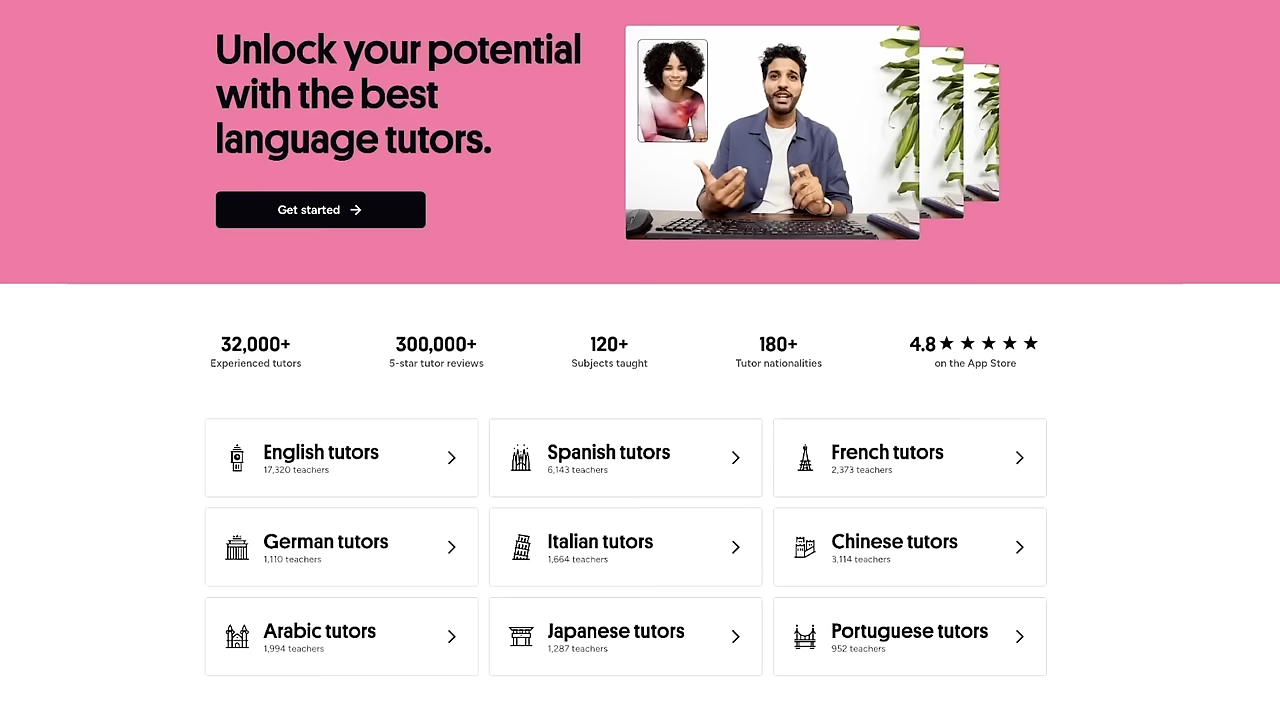 Unlock your potential
with the best
language tutors.
Get started
32,000+
Experienced tutors
300,000+
5-star tutor reviews
120+
Subjects taught
180+
Tutor nationalities
4.8 ★ ★ ★ ★ ★
on the App Store
English tutors
17,320 teachers
Spanish tutors
6,143 teachers
French tutors
2,373 teachers
German tutors
1,110 teachers
Italian tutors
1,664 teachers
Chinese tutors
3,114 teachers
Arabic tutors
1,994 teachers
Japanese tutors
1,287 teachers
Portuguese tutors
952 teachers